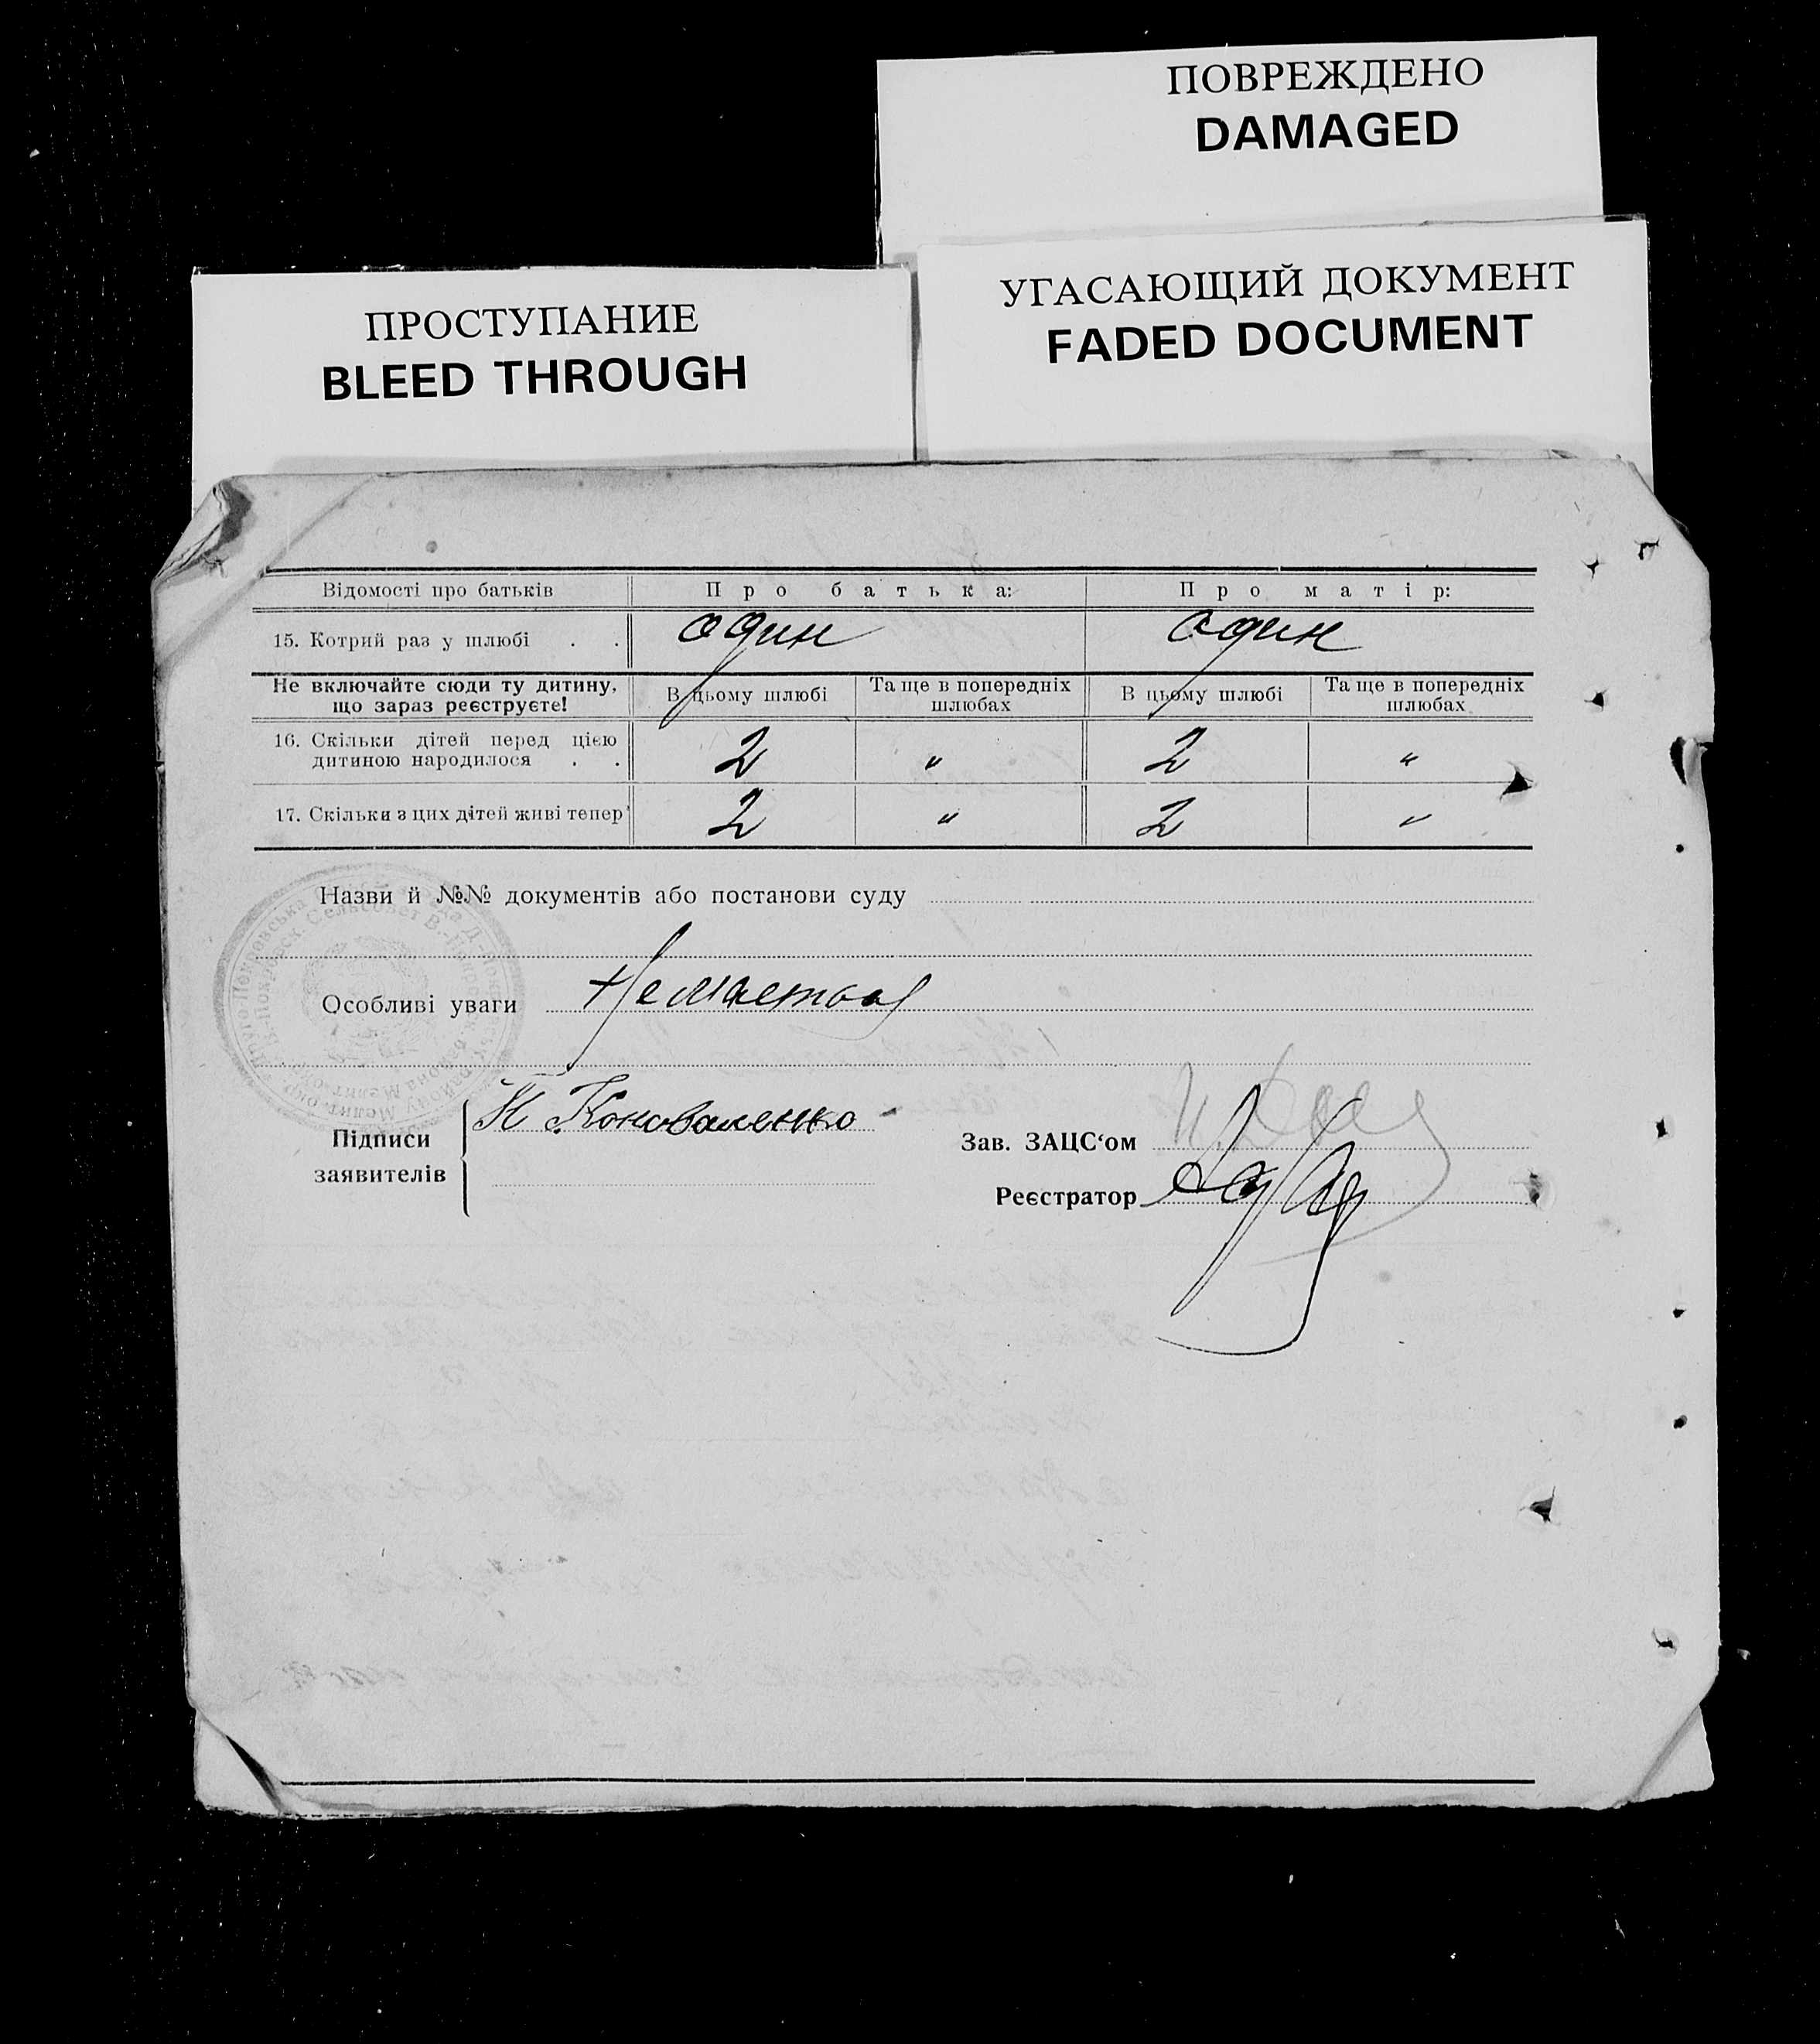 ПОВРЕЖДЕНО
DAMAGED
УГАСАЮЩИЙ ДОКУМЕНТ
FADED DOCUMENT
ПРОСТУПАНИЕ
BLEED THROUGH
Відомості про батьків Про батька: Про матір:
15. Котрий раз у шлюбі . . один один
Не включайте сюди ту дитину, що зараз реєструєте! В цьому шлюбі Та ще в попередніх шлюбах В цьому шлюбі Та ще в попередніх шлюбах
16. Скільки дітей перед цією дитиною народилося . . 2 " 2 "
17. Скільки з цих дітей живі тепер 2 " 2 "
Назви й №№ документів або постанови суду
Особливі уваги
Підписи заявителів Н Коноваленко
Зав. ЗАЦС‘ом
Реєстратор